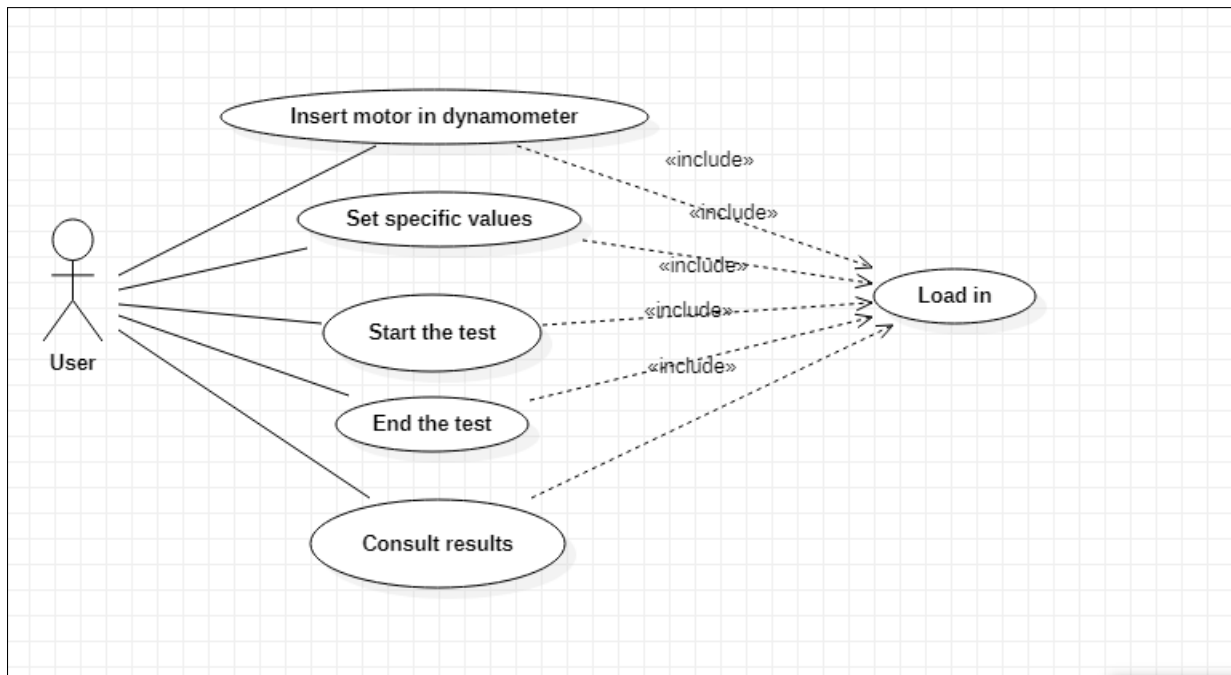 Insert motor in dynamometer
«include»
Set specific values
«include»
«include»
Load in
Start the test
«include»
User
«include»
End the test
Consult results